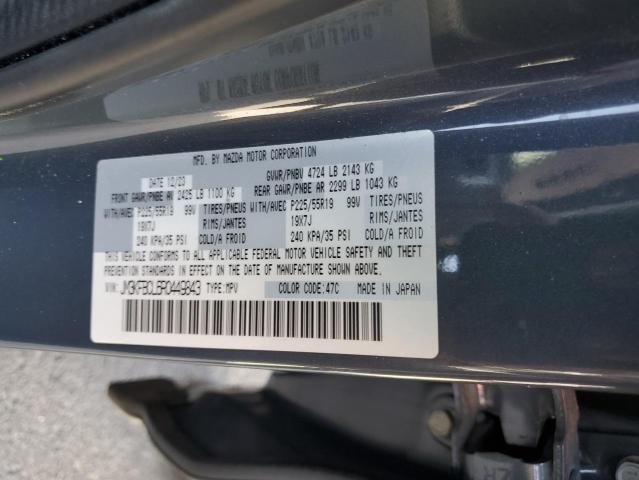 MFD. BY MAZDA MOTOR CORPORATION
DATE 12/23 GVWR/PNBV 4724 LB 2143 KG
FRONT GAWR/PNBE AV 2425 LB 1100 KG REAR GAWR/PNBE AR 2299 LB 1043 KG
WITH/AVEC P225/55R19 99V TIRES/PNEUS WITH/AVEC P225/55R19 99V TIRES/PNEUS
19X7J RIMS/JANTES 19X7J RIMS/JANTES
240 KPA/35 PSI COLD/A FROID 240 KPA/35 PSI COLD/A FROID
THIS VEHICLE CONFORMS TO ALL APPLICABLE FEDERAL MOTOR VEHICLE SAFETY AND THEFT
PREVENTION STANDARDS IN EFFECT ON THE DATE OF MANUFACTURE SHOWN ABOVE.
VIN: JM3KFBCL6R0449643 TYPE: MPV COLOR: 47C MADE IN JAPAN